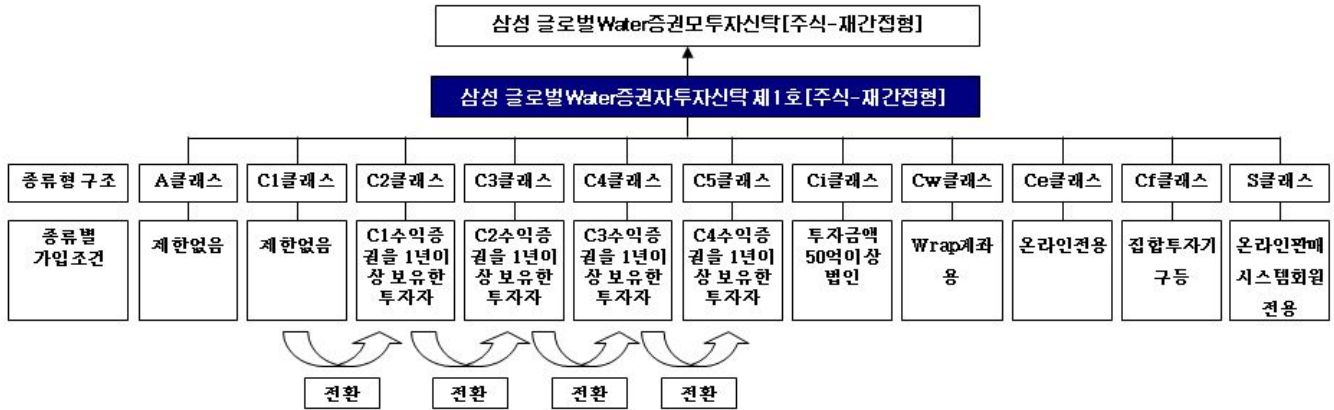 삼성 글로벌Water증권모투자신탁[주식-재간접형]
삼성 글로벌Water증권자투자신탁 제1호[주식-재간접형]
종류형 구조
A클래스
C1클래스
C2클래스
C3클래스
C4클래스
C5클래스
Ci클래스
Cw클래스
Ce클래스
Cf클래스
S클래스
종류별
가입조건
제한없음
제한없음
C1수익증
권을 1년이
상 보유한
투자자
C2수익증
권을 1년이
상 보유한
투자자
C3수익증
권을 1년이
상 보유한
투자자
C4수익증
권을 1년이
상 보유한
투자자
투자금액
50억이상
법인
Wrap계좌
용
온라인전용
집합투자기
구등
온라인판매
시스템회원
전용
전환
전환
전환
전환